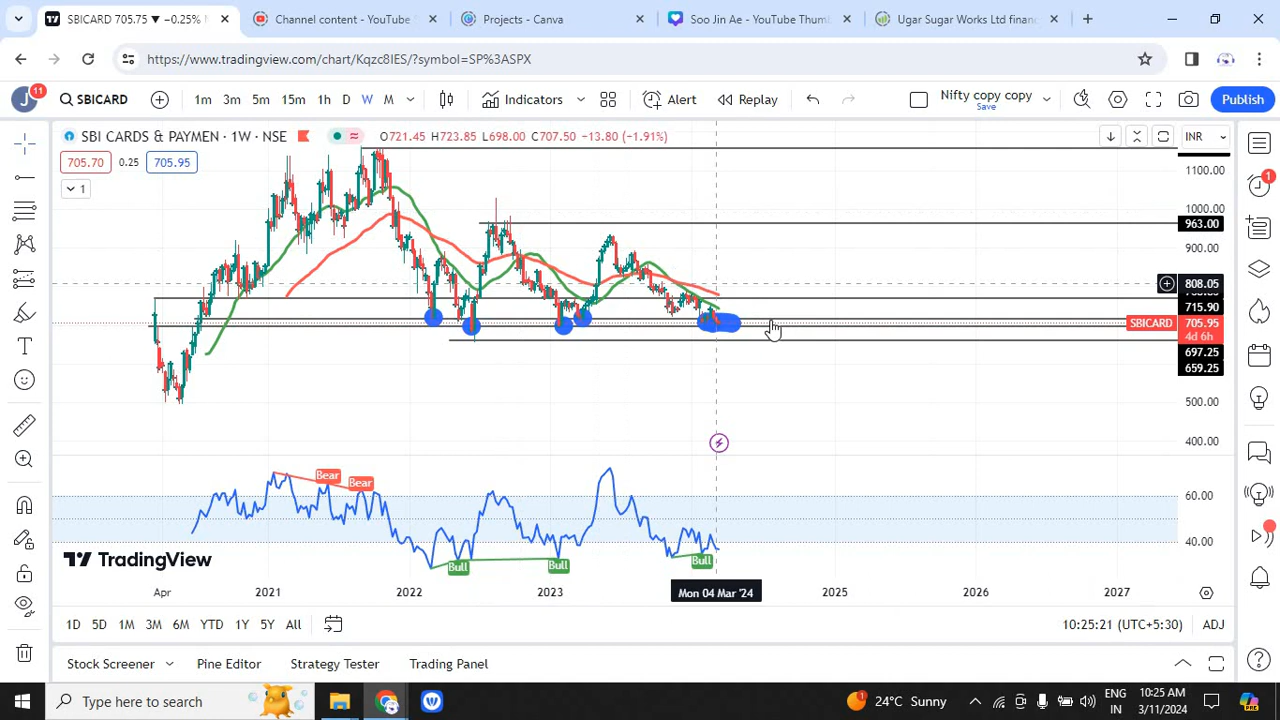 SBICARD 705.75 ▼ −0.25%
Channel content - YouTube
Projects - Canva
Soo Jin Ae - YouTube Thum
Ugar Sugar Works Ltd finan
https://www.tradingview.com/chart/Kqzc8IES/?symbol=SP%3ASPX
J 11 SBICARD 1m 3m 5m 15m 1h D W M Indicators Alert Replay Nifty copy copy Save Publish
SBI CARDS & PAYMEN · 1W · NSE O721.45 H723.85 L698.00 C707.50 −13.80 (−1.91%) INR
705.70 0.25 705.95
1
1100.00
1000.00
963.00
900.00
808.05
715.90
SBICARD 705.95
4d 6h
697.25
659.25
500.00
400.00
Bear Bear
60.00
40.00
Bull Bull Bull
TradingView
Apr 2021 2022 2023 Mon 04 Mar '24 2025 2026 2027
1D 5D 1M 3M 6M YTD 1Y 5Y All 10:25:21 (UTC+5:30) ADJ
Stock Screener Pine Editor Strategy Tester Trading Panel
Type here to search
1 24°C Sunny ENG IN 10:25 AM 3/11/2024
1